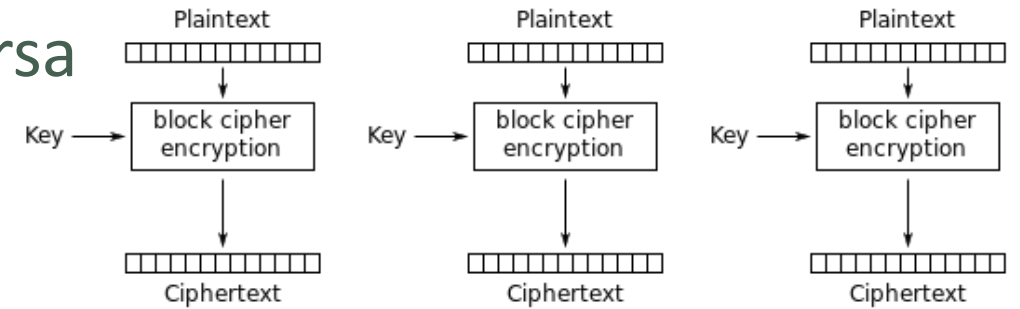 rsa
Plaintext Plaintext Plaintext
Key block cipher encryption Key block cipher encryption Key block cipher encryption
Ciphertext Ciphertext Ciphertext